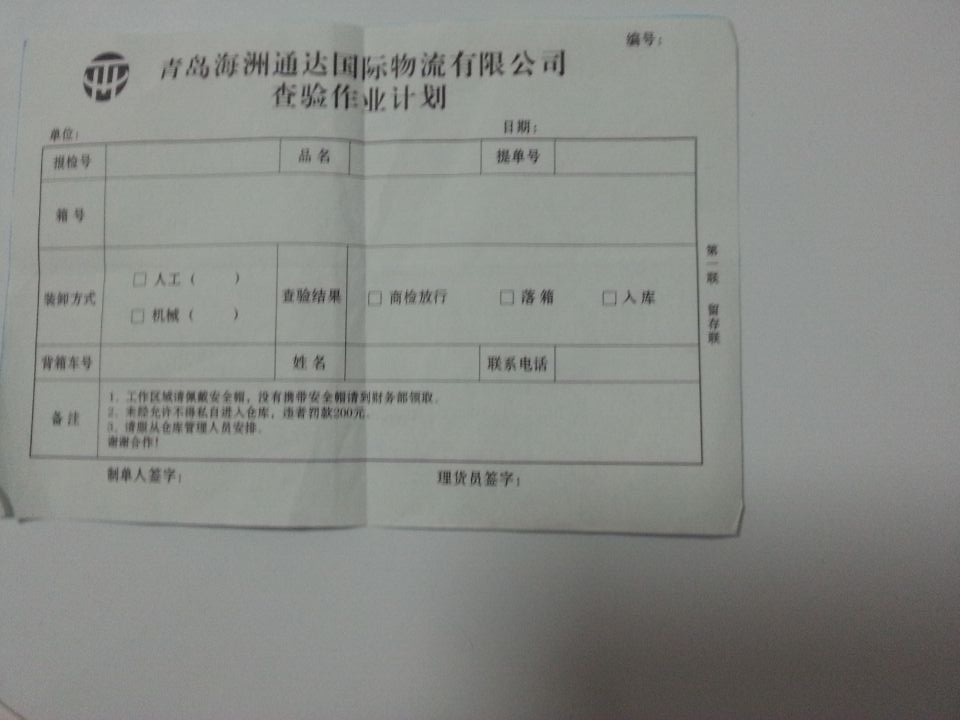 编号：
青岛海洲通达国际物流有限公司
查验作业计划
单位： 日期：
报检号 品名 提单号
箱号
装卸方式 □ 人工（ ） □ 机械（ ） 查验结果 □ 商检放行 □ 落箱 □ 入库
背箱车号 姓名 联系电话
备注
1、工作区域请佩戴安全帽，没有携带安全帽请到财务部领取。
2、未经允许不得私自进入仓库，违者罚款200元。
3、请服从仓库管理人员安排。
谢谢合作！
制单人签字： 理货员签字：
第一联 留存联